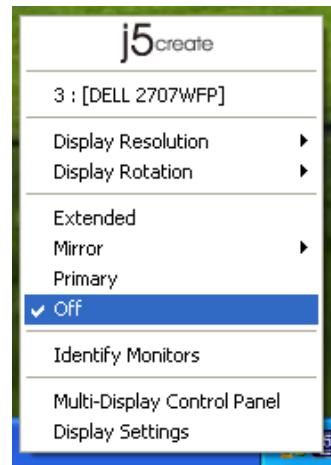 j5create
3 : [DELL 2707WFP]
Display Resolution
Display Rotation
Extended
Mirror
Primary
Off
Identify Monitors
Multi-Display Control Panel
Display Settings